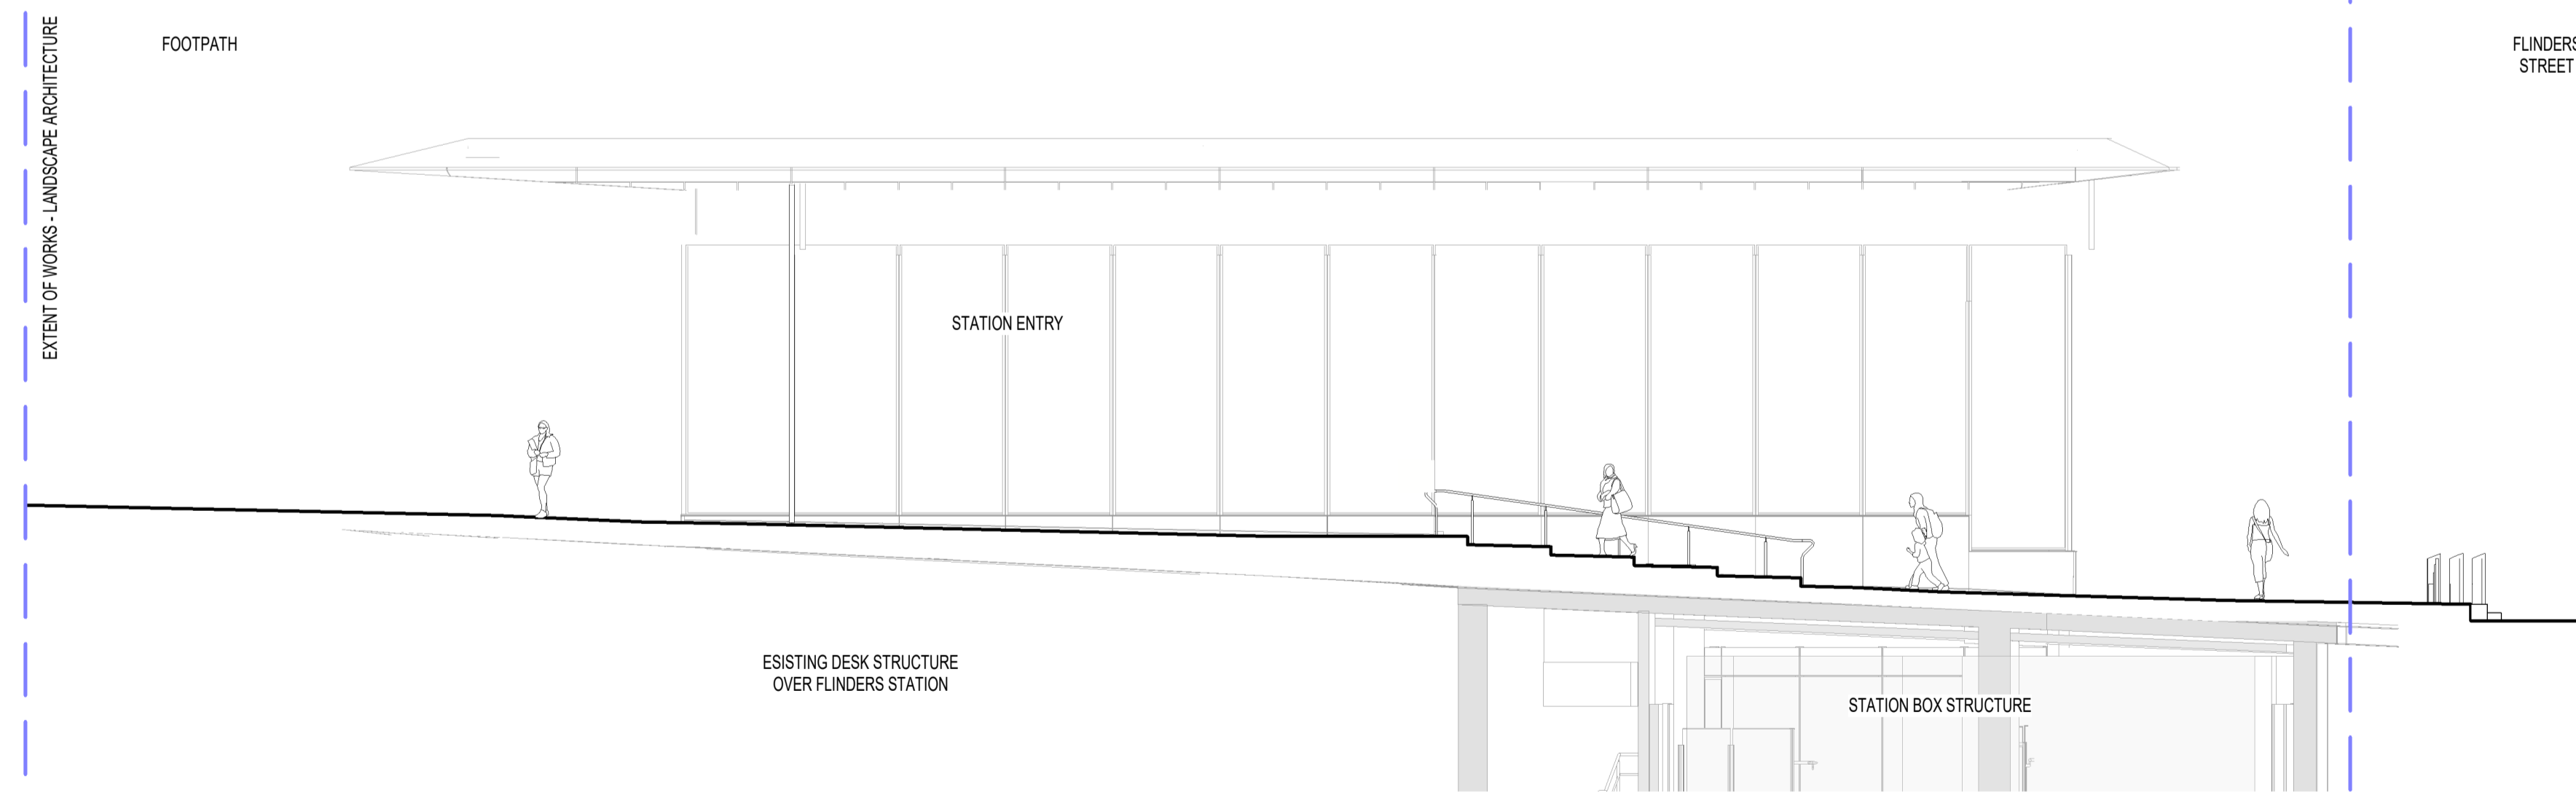 EXTENT OF WORKS - LANDSCAPE ARCHITECTURE
FOOTPATH
FLINDERS
STREET
STATION ENTRY
ESISTING DESK STRUCTURE
OVER FLINDERS STATION
STATION BOX STRUCTURE